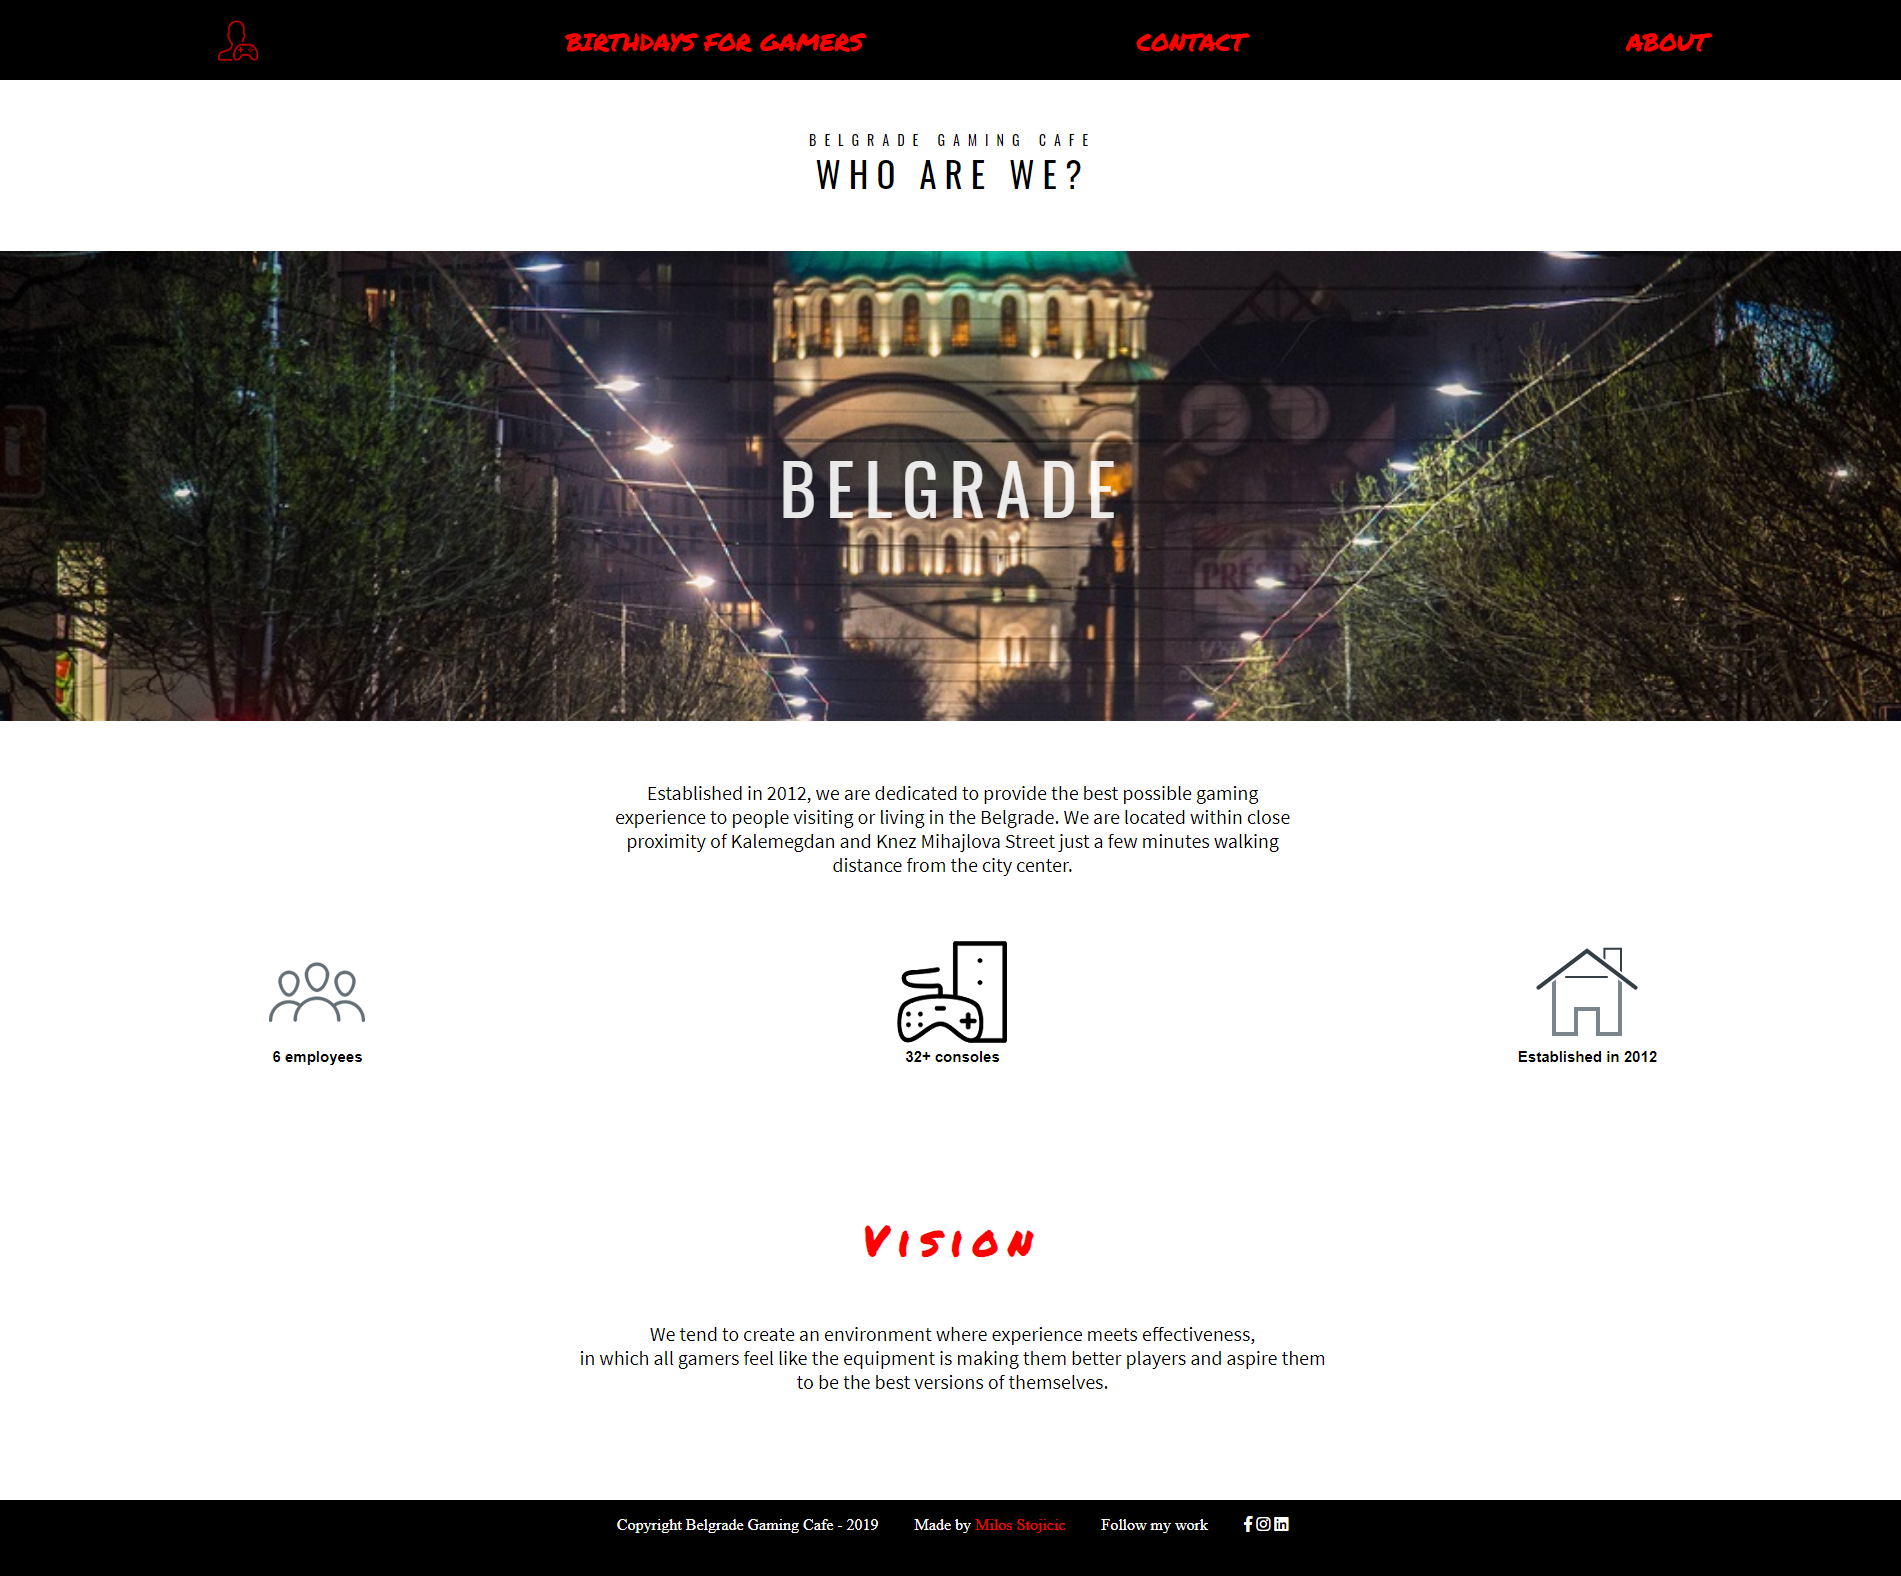 BIRTHDAYS FOR GAMERS
CONTACT
ABOUT
BELGRADE GAMING CAFE
WHO ARE WE?
BELGRADE
Established in 2012, we are dedicated to provide the best possible gaming
experience to people visiting or living in the Belgrade. We are located within close
proximity of Kalemegdan and Knez Mihajlova Street just a few minutes walking
distance from the city center.
6 employees
32+ consoles
Established in 2012
Vision
We tend to create an environment where experience meets effectiveness,
in which all gamers feel like the equipment is making them better players and aspire them
to be the best versions of themselves.
Copyright Belgrade Gaming Cafe - 2019 Made by Milos Stojicic Follow my work